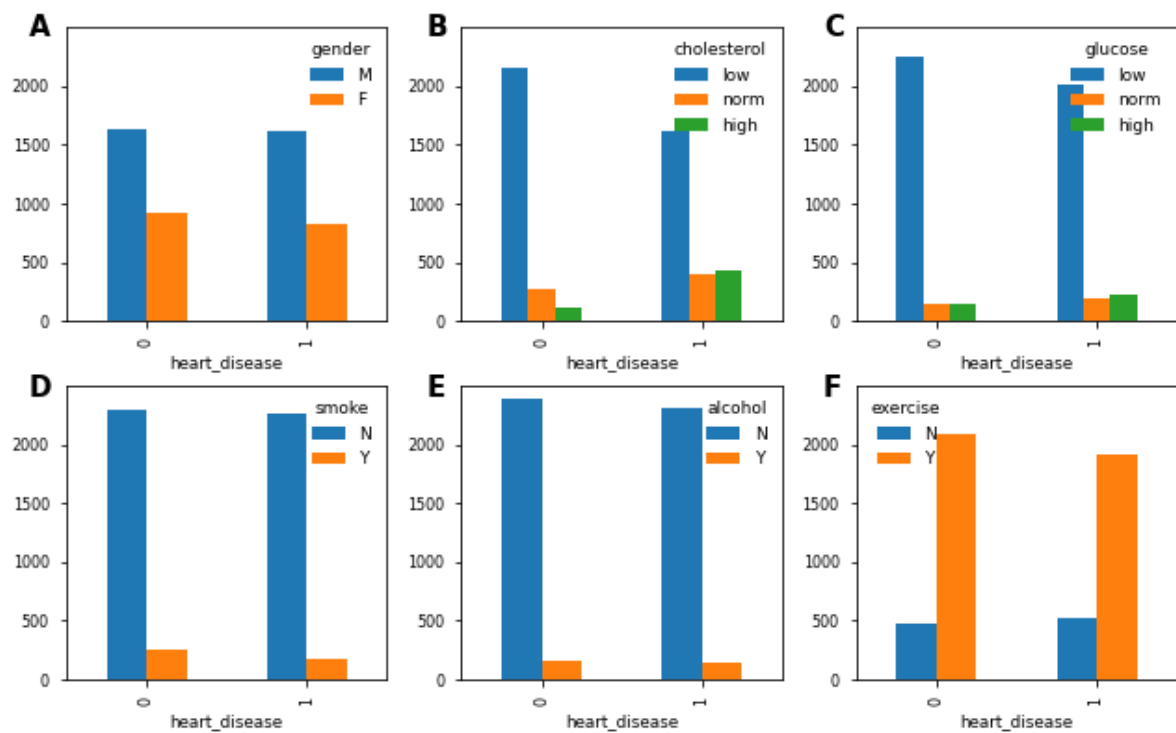 A
gender
M
F
2000
1500
1000
500
0
0
1
heart_disease
B
cholesterol
low
norm
high
2000
1500
1000
500
0
0
1
heart_disease
C
glucose
low
norm
high
2000
1500
1000
500
0
0
1
heart_disease
D
smoke
N
Y
2000
1500
1000
500
0
0
1
heart_disease
E
alcohol
N
Y
2000
1500
1000
500
0
0
1
heart_disease
F
exercise
N
Y
2000
1500
1000
500
0
0
1
heart_disease